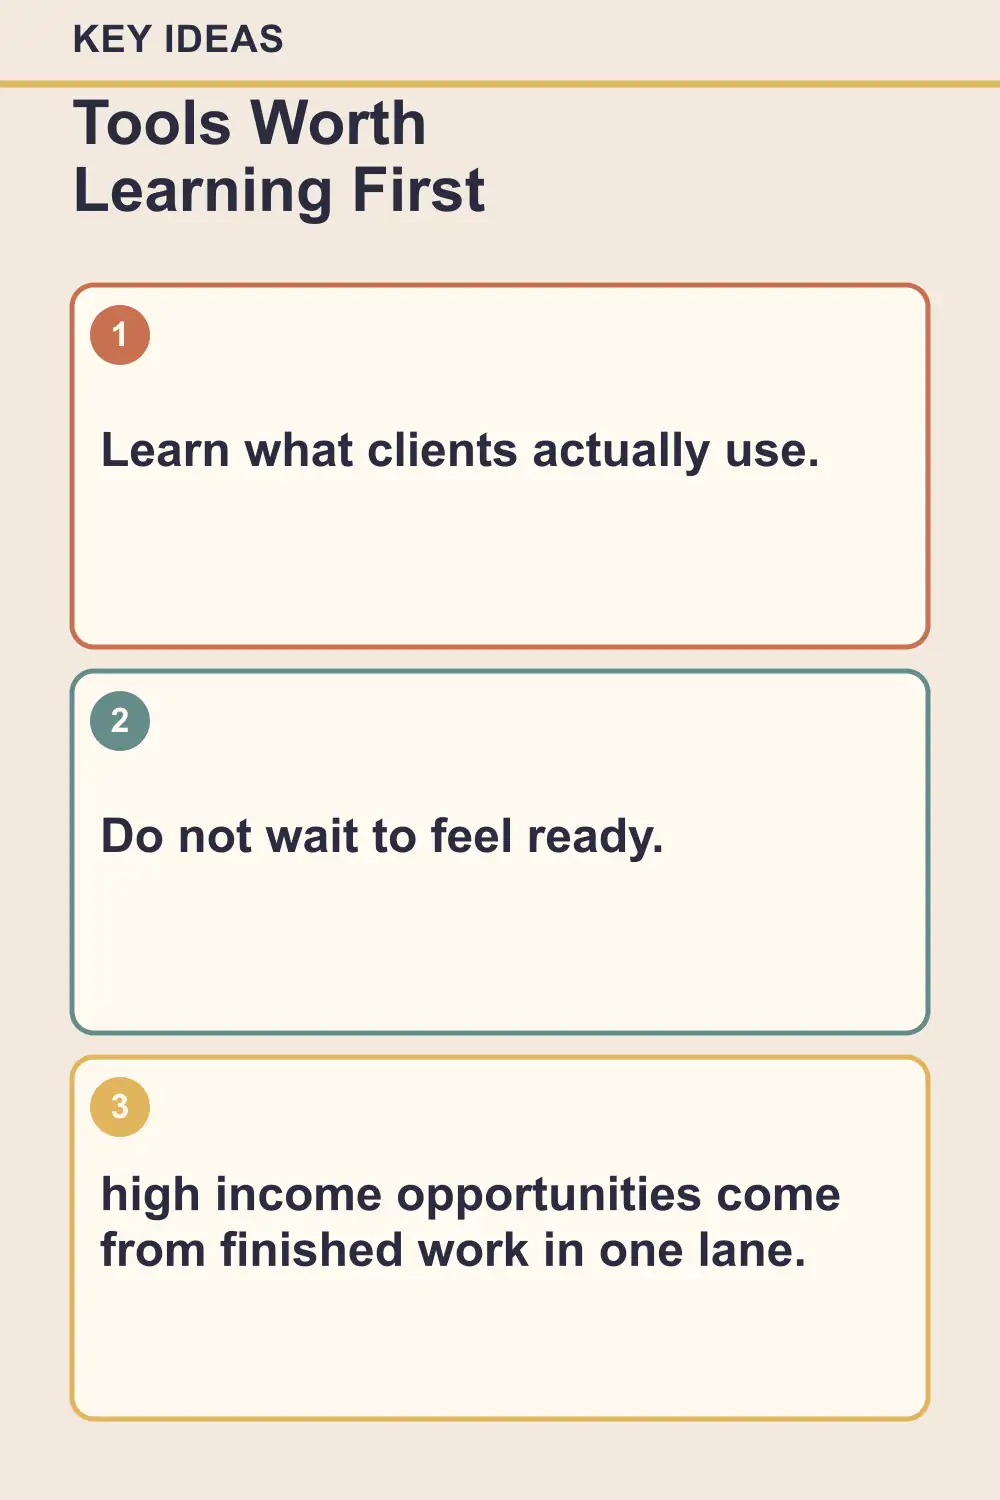 KEY IDEAS
Tools Worth
Learning First
1
Learn what clients actually use.
2
Do not wait to feel ready.
3
high income opportunities come
from finished work in one lane.